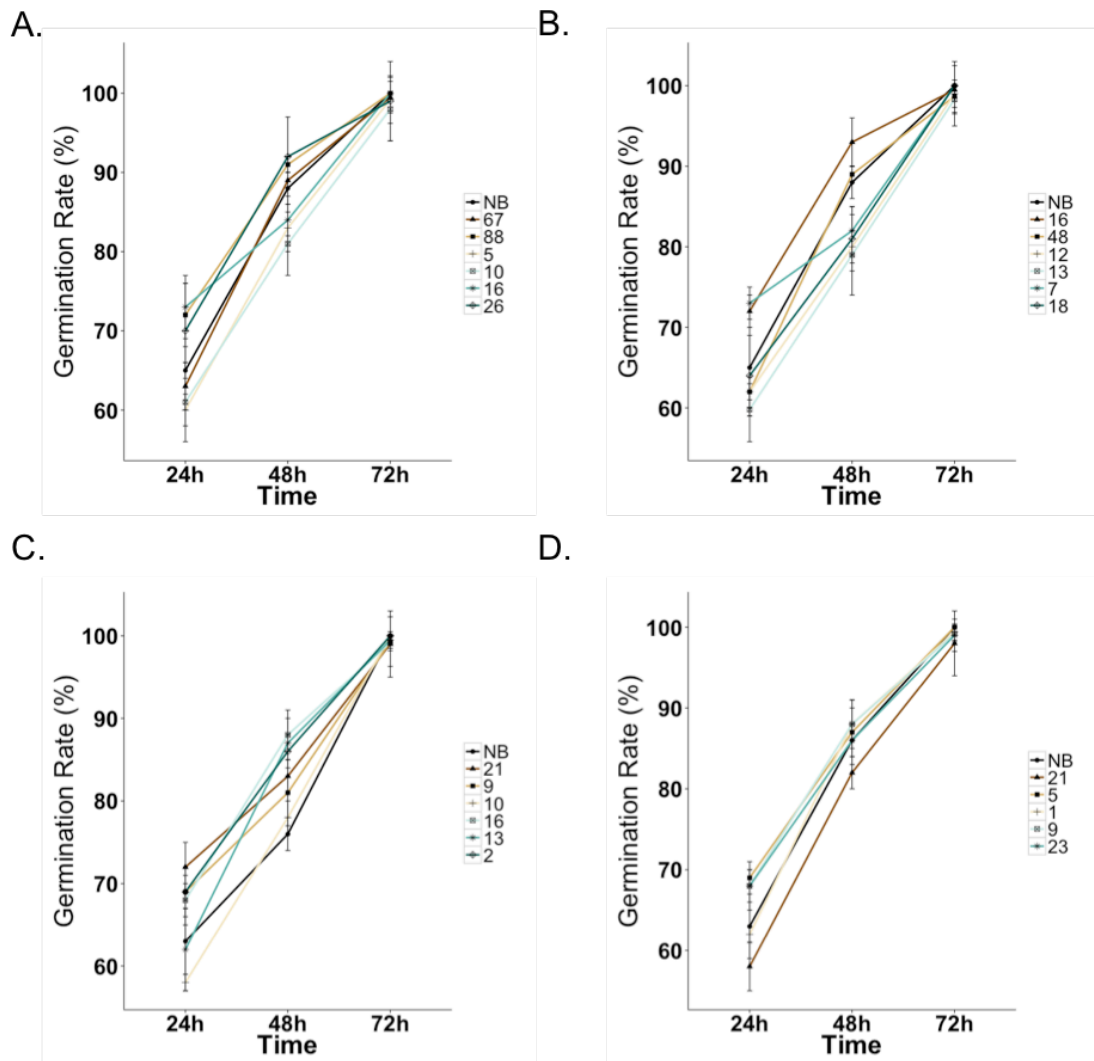 A.
Germination Rate (%)
100
90
80
70
60
24h 48h 72h
Time
NB
67
88
5
10
16
26
B.
Germination Rate (%)
100
90
80
70
60
24h 48h 72h
Time
NB
16
48
12
13
7
18
C.
Germination Rate (%)
100
90
80
70
60
24h 48h 72h
Time
NB
21
9
10
16
13
2
D.
Germination Rate (%)
100
90
80
70
60
24h 48h 72h
Time
NB
21
5
1
9
23